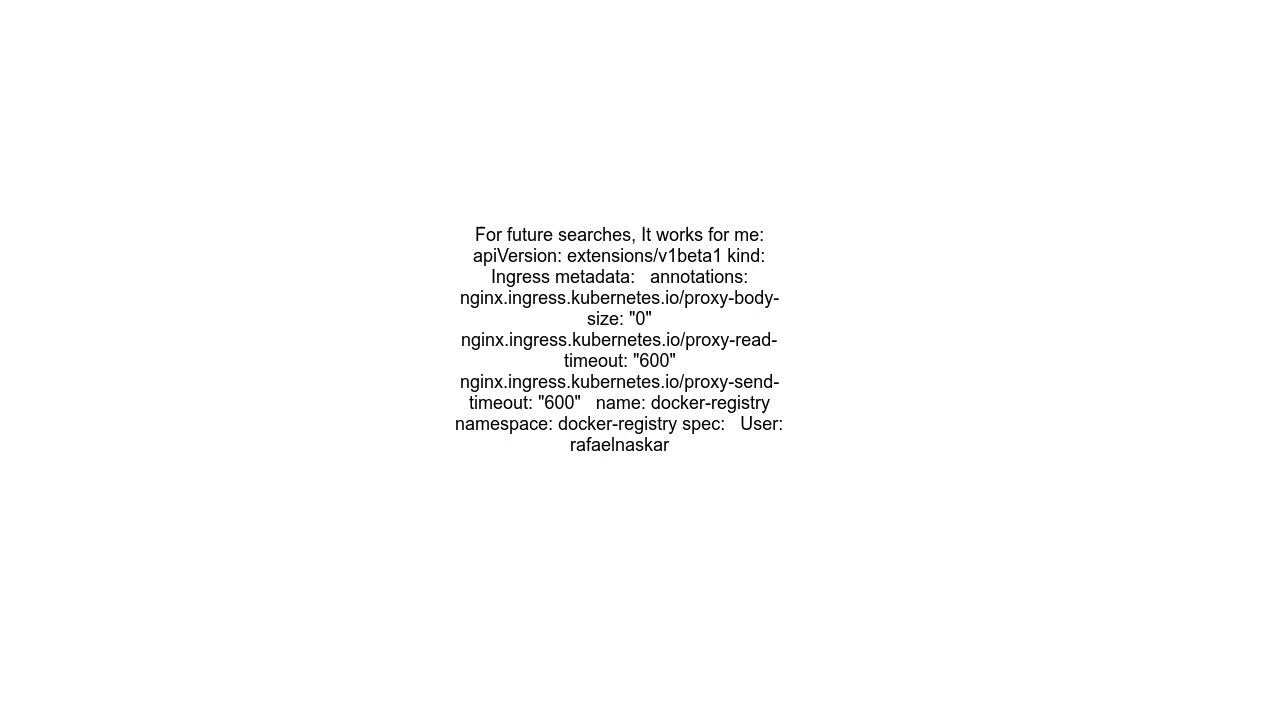 For future searches, It works for me:
apiVersion: extensions/v1beta1 kind:
Ingress metadata:   annotations:
nginx.ingress.kubernetes.io/proxy-body-
size: "0"
nginx.ingress.kubernetes.io/proxy-read-
timeout: "600"
nginx.ingress.kubernetes.io/proxy-send-
timeout: "600"   name: docker-registry
namespace: docker-registry spec:   User:
rafaelnaskar